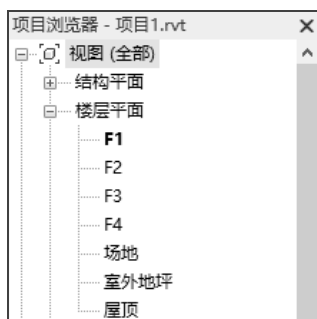 项目浏览器 - 项目1.rvt
视图 (全部)
结构平面
楼层平面
F1
F2
F3
F4
场地
室外地坪
屋顶